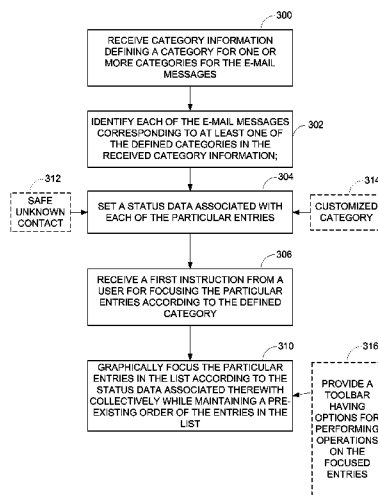 300
RECEIVE CATEGORY INFORMATION
DEFINING A CATEGORY FOR ONE OR
MORE CATEGORIES FOR THE E-MAIL
MESSAGES
302
IDENTIFY EACH OF THE E-MAIL MESSAGES
CORRESPONDING TO AT LEAST ONE OF
THE DEFINED CATEGORIES IN THE
RECEIVED CATEGORY INFORMATION;
312
SAFE
UNKNOWN
CONTACT
304
SET A STATUS DATA ASSOCIATED WITH
EACH OF THE PARTICULAR ENTRIES
314
CUSTOMIZED
CATEGORY
306
RECEIVE A FIRST INSTRUCTION FROM A
USER FOR FOCUSING THE PARTICULAR
ENTRIES ACCORDING TO THE DEFINED
CATEGORY
310
GRAPHICALLY FOCUS THE PARTICULAR
ENTRIES IN THE LIST ACCORDING TO THE
STATUS DATA ASSOCIATED THEREWITH
COLLECTIVELY WHILE MAINTAINING A PRE-
EXISTING ORDER OF THE ENTRIES IN THE
LIST
316
PROVIDE A
TOOLBAR
HAVING
OPTIONS FOR
PERFORMING
OPERATIONS
ON THE
FOCUSED
ENTRIES